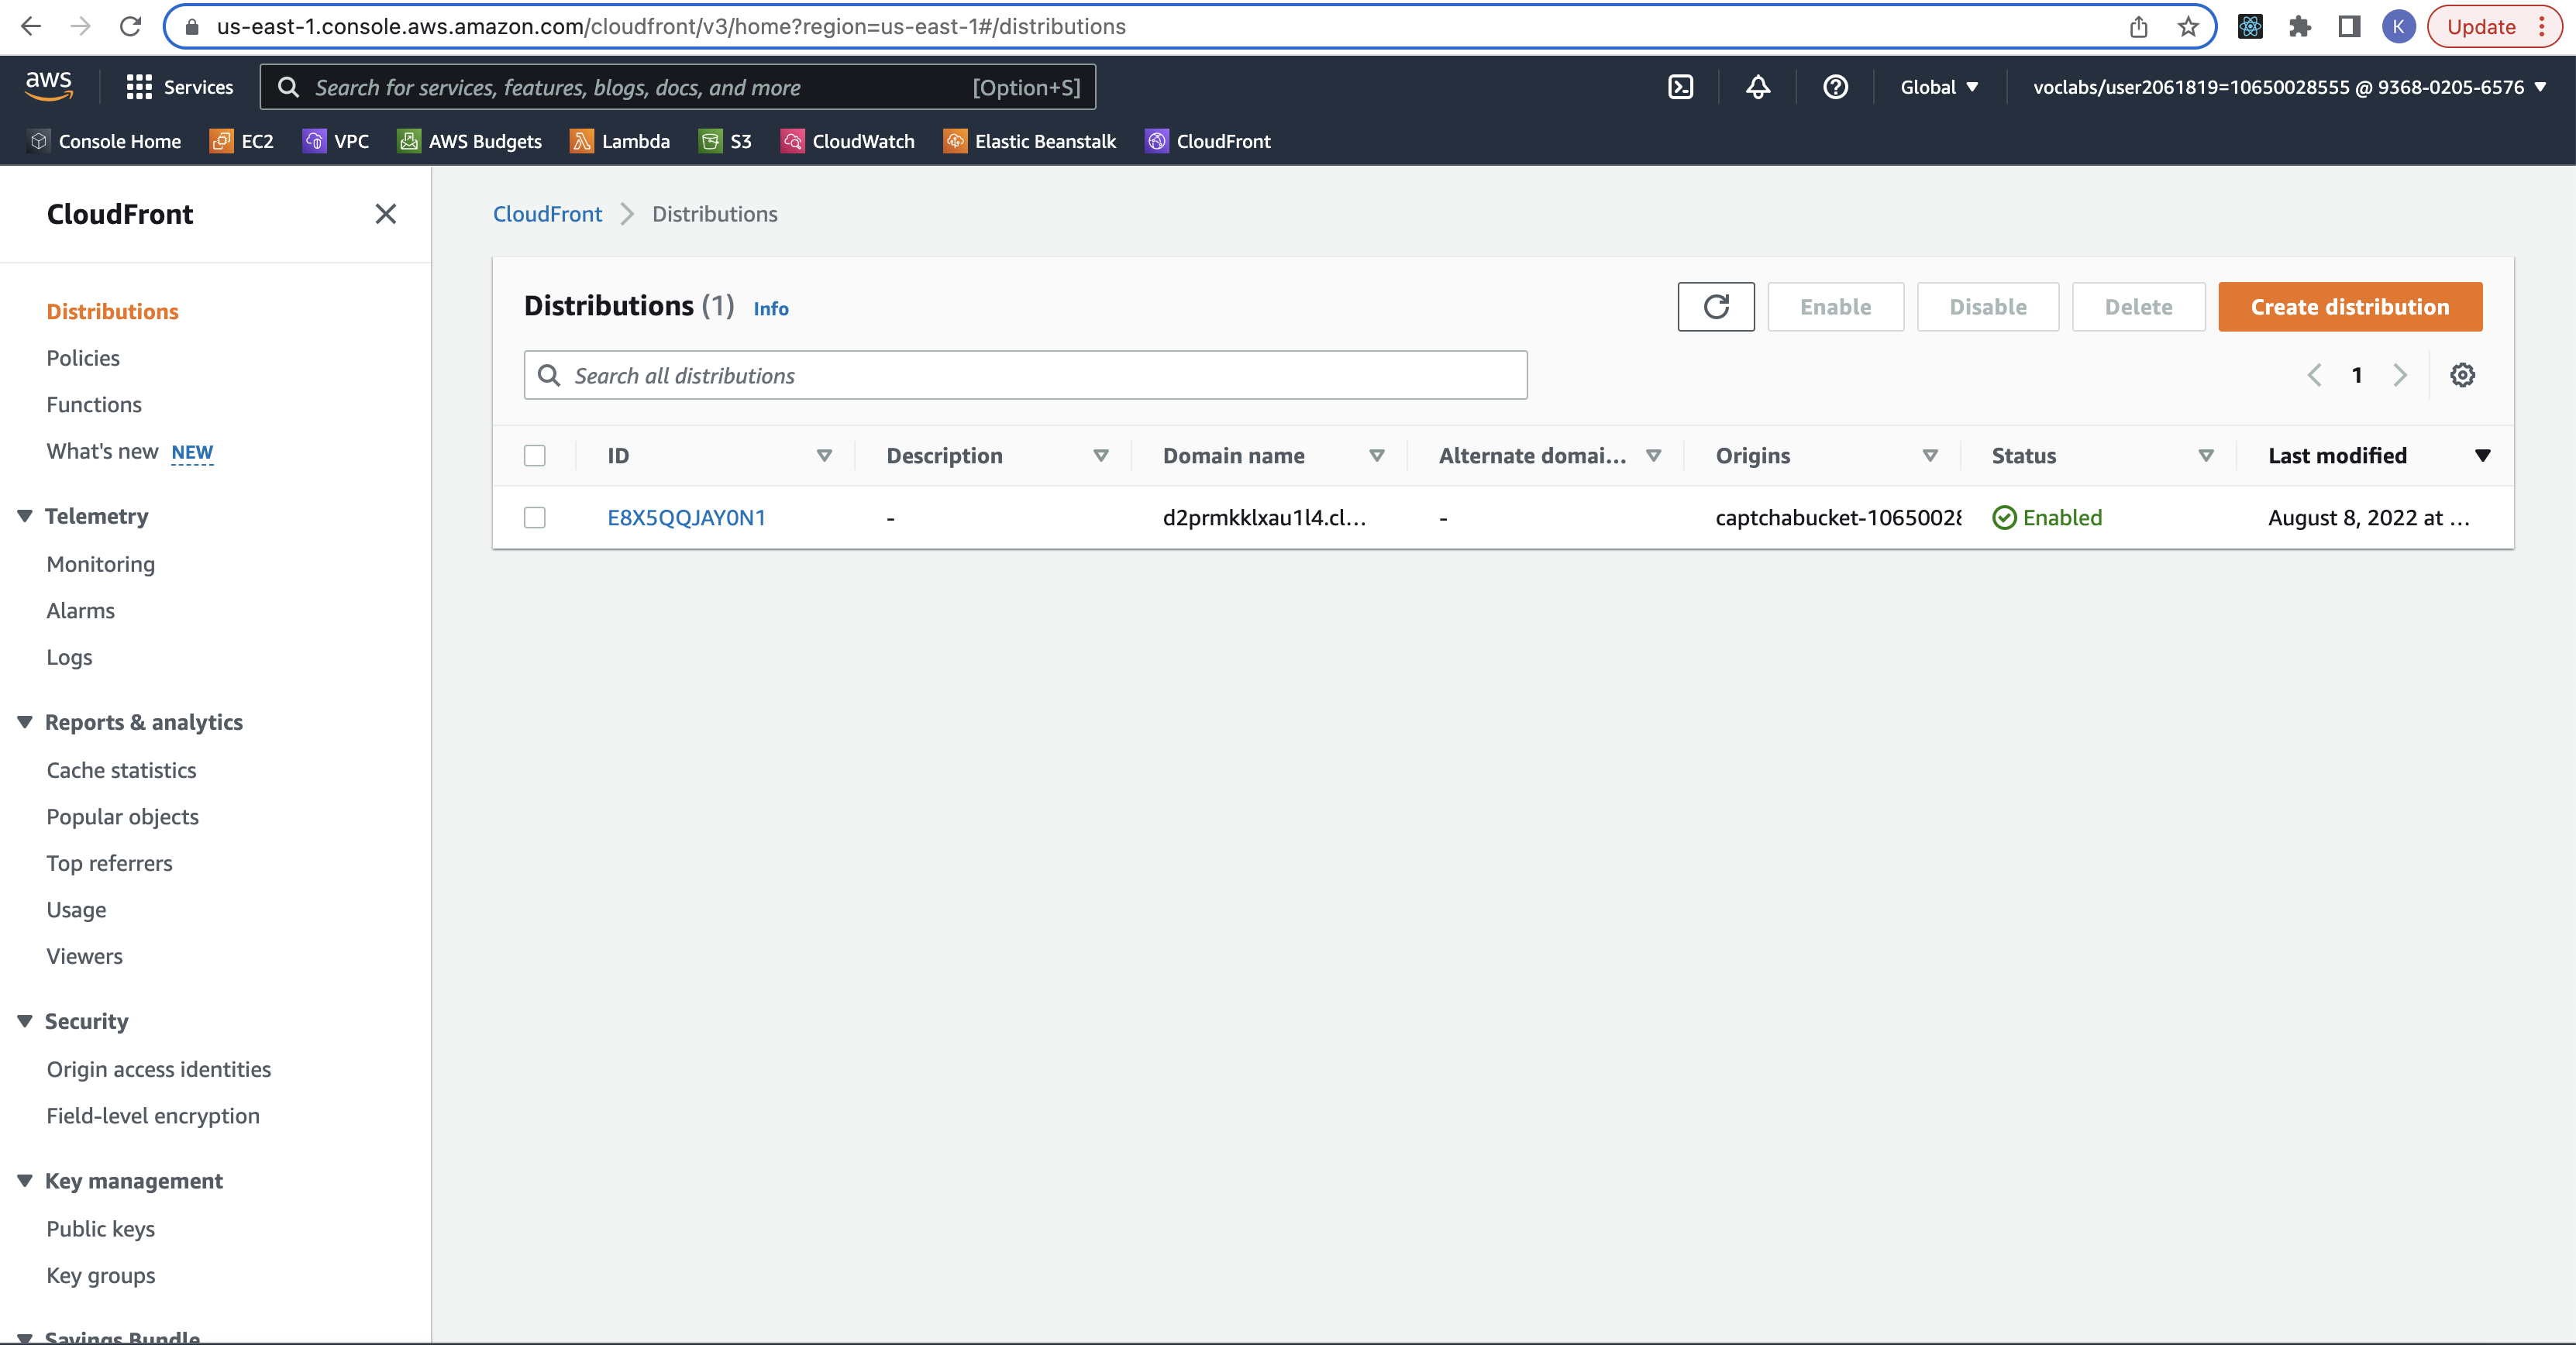 us-east-1.console.aws.amazon.com/cloudfront/v3/home?region=us-east-1#/distributions
K
Update
aws
Services
Search for services, features, blogs, docs, and more
[Option+S]
Global
voclabs/user2061819=10650028555 @ 9368-0205-6576
Console Home
EC2
VPC
AWS Budgets
Lambda
S3
CloudWatch
Elastic Beanstalk
CloudFront
CloudFront
Distributions
Policies
Functions
What's new NEW
Telemetry
Monitoring
Alarms
Logs
Reports & analytics
Cache statistics
Popular objects
Top referrers
Usage
Viewers
Security
Origin access identities
Field-level encryption
Key management
Public keys
Key groups
Savings Bundle
CloudFront
Distributions
Distributions (1) Info
Enable
Disable
Delete
Create distribution
Search all distributions
1
ID
Description
Domain name
Alternate domai...
Origins
Status
Last modified
E8X5QQJAY0N1
-
d2prmkklxau1l4.cl...
-
captchabucket-1065002
Enabled
August 8, 2022 at ...